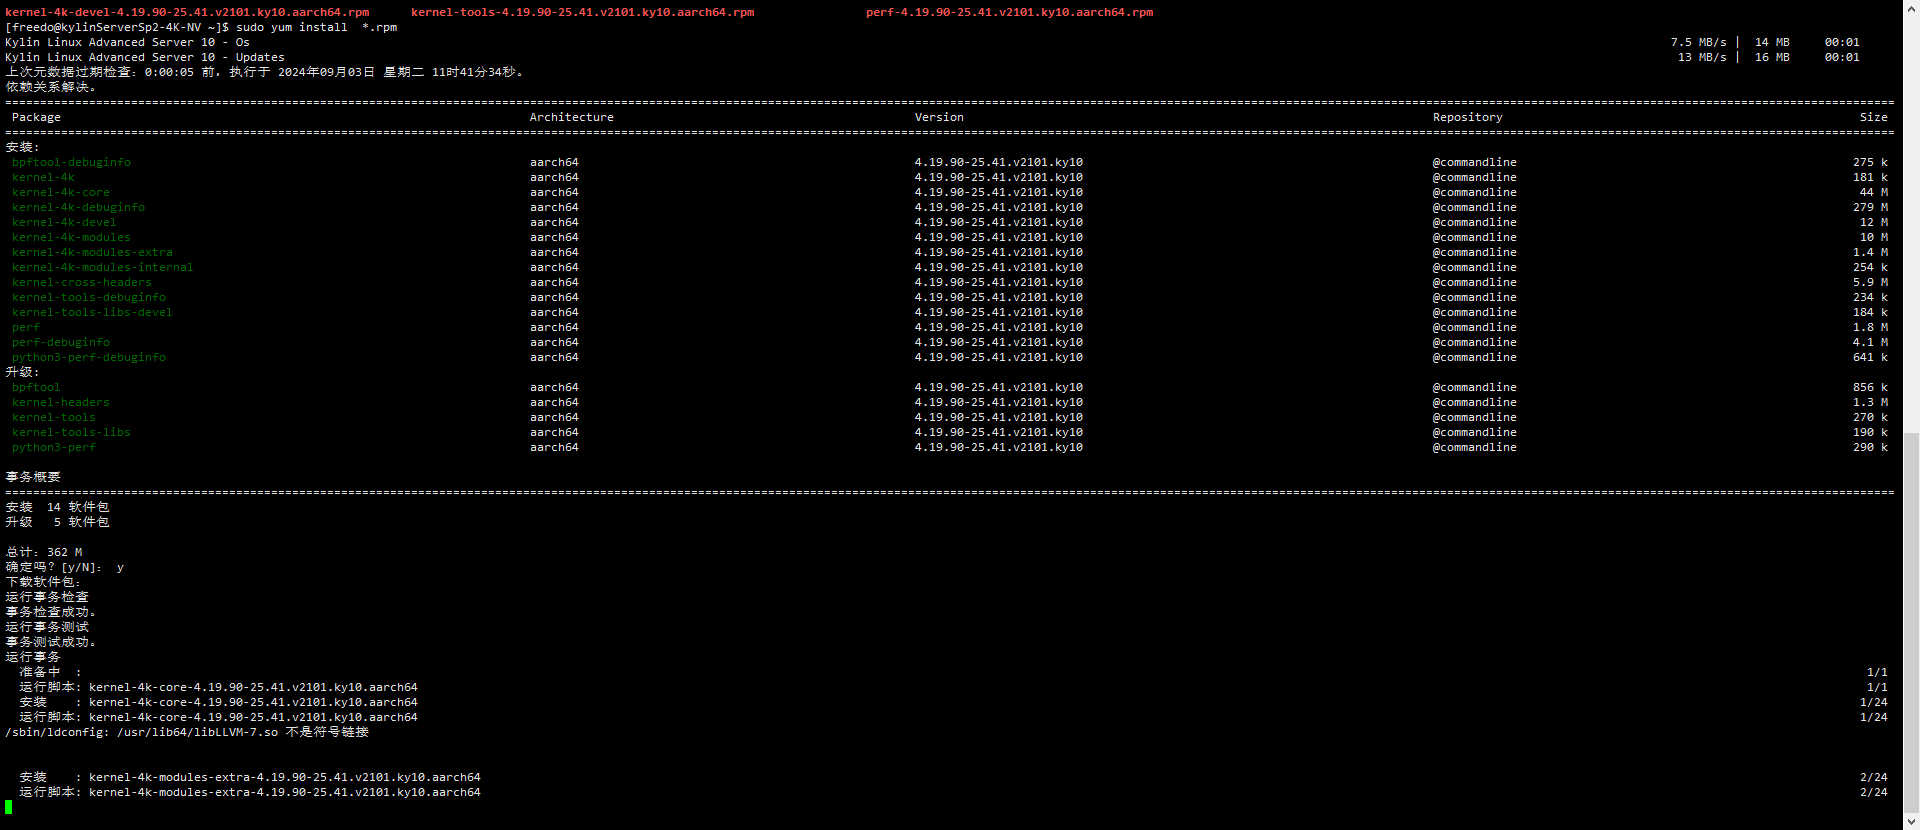 kernel-4k-devel-4.19.90-25.41.v2101.ky10.aarch64.rpm kernel-tools-4.19.90-25.41.v2101.ky10.aarch64.rpm perf-4.19.90-25.41.v2101.ky10.aarch64.rpm
[freedo@kylinServerSp2-4K-NV ~]$ sudo yum install  *.rpm
Kylin Linux Advanced Server 10 - Os 7.5 MB/s | 14 MB 00:01
Kylin Linux Advanced Server 10 - Updates 13 MB/s | 16 MB 00:01
上次元数据过期检查：0:00:05 前，执行于 2024年09月03日 星期二 11时41分34秒。
依赖关系解决。
================================================================================
Package Architecture Version Repository Size
================================================================================
安装:
bpftool-debuginfo aarch64 4.19.90-25.41.v2101.ky10 @commandline 275 k
kernel-4k aarch64 4.19.90-25.41.v2101.ky10 @commandline 181 k
kernel-4k-core aarch64 4.19.90-25.41.v2101.ky10 @commandline 44 M
kernel-4k-debuginfo aarch64 4.19.90-25.41.v2101.ky10 @commandline 279 M
kernel-4k-devel aarch64 4.19.90-25.41.v2101.ky10 @commandline 12 M
kernel-4k-modules aarch64 4.19.90-25.41.v2101.ky10 @commandline 10 M
kernel-4k-modules-extra aarch64 4.19.90-25.41.v2101.ky10 @commandline 1.4 M
kernel-4k-modules-internal aarch64 4.19.90-25.41.v2101.ky10 @commandline 254 k
kernel-cross-headers aarch64 4.19.90-25.41.v2101.ky10 @commandline 5.9 M
kernel-tools-debuginfo aarch64 4.19.90-25.41.v2101.ky10 @commandline 234 k
kernel-tools-libs-devel aarch64 4.19.90-25.41.v2101.ky10 @commandline 184 k
perf aarch64 4.19.90-25.41.v2101.ky10 @commandline 1.8 M
perf-debuginfo aarch64 4.19.90-25.41.v2101.ky10 @commandline 4.1 M
python3-perf-debuginfo aarch64 4.19.90-25.41.v2101.ky10 @commandline 641 k
升级:
bpftool aarch64 4.19.90-25.41.v2101.ky10 @commandline 856 k
kernel-headers aarch64 4.19.90-25.41.v2101.ky10 @commandline 1.3 M
kernel-tools aarch64 4.19.90-25.41.v2101.ky10 @commandline 270 k
kernel-tools-libs aarch64 4.19.90-25.41.v2101.ky10 @commandline 190 k
python3-perf aarch64 4.19.90-25.41.v2101.ky10 @commandline 290 k
事务概要
================================================================================
安装  14 软件包
升级   5 软件包
总计：362 M
确定吗？[y/N]： y
下载软件包：
运行事务检查
事务检查成功。
运行事务测试
事务测试成功。
运行事务
准备中  : 1/1
运行脚本: kernel-4k-core-4.19.90-25.41.v2101.ky10.aarch64 1/1
安装    : kernel-4k-core-4.19.90-25.41.v2101.ky10.aarch64 1/24
运行脚本: kernel-4k-core-4.19.90-25.41.v2101.ky10.aarch64 1/24
/sbin/ldconfig: /usr/lib64/libLLVM-7.so 不是符号链接
安装    : kernel-4k-modules-extra-4.19.90-25.41.v2101.ky10.aarch64 2/24
运行脚本: kernel-4k-modules-extra-4.19.90-25.41.v2101.ky10.aarch64 2/24